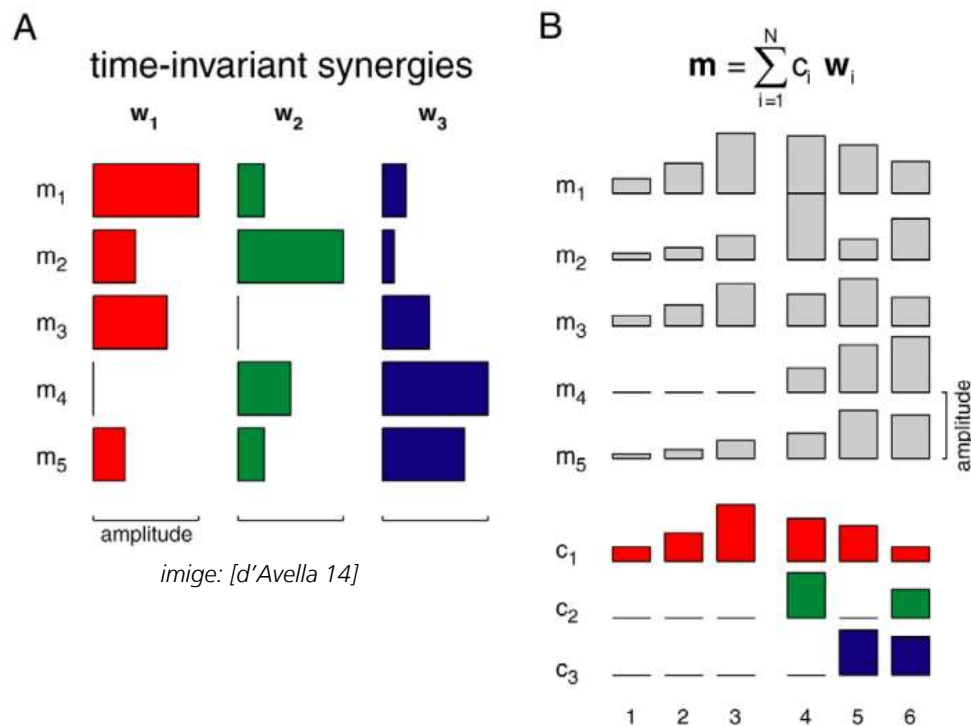 A
time-invariant synergies
w1 w2 w3
m1
m2
m3
m4
m5
amplitude
imige: [d'Avella 14]
B
m = ∑ i=1 N ci wi
m1
m2
m3
m4
m5
amplitude
c1
c2
c3
1 2 3 4 5 6